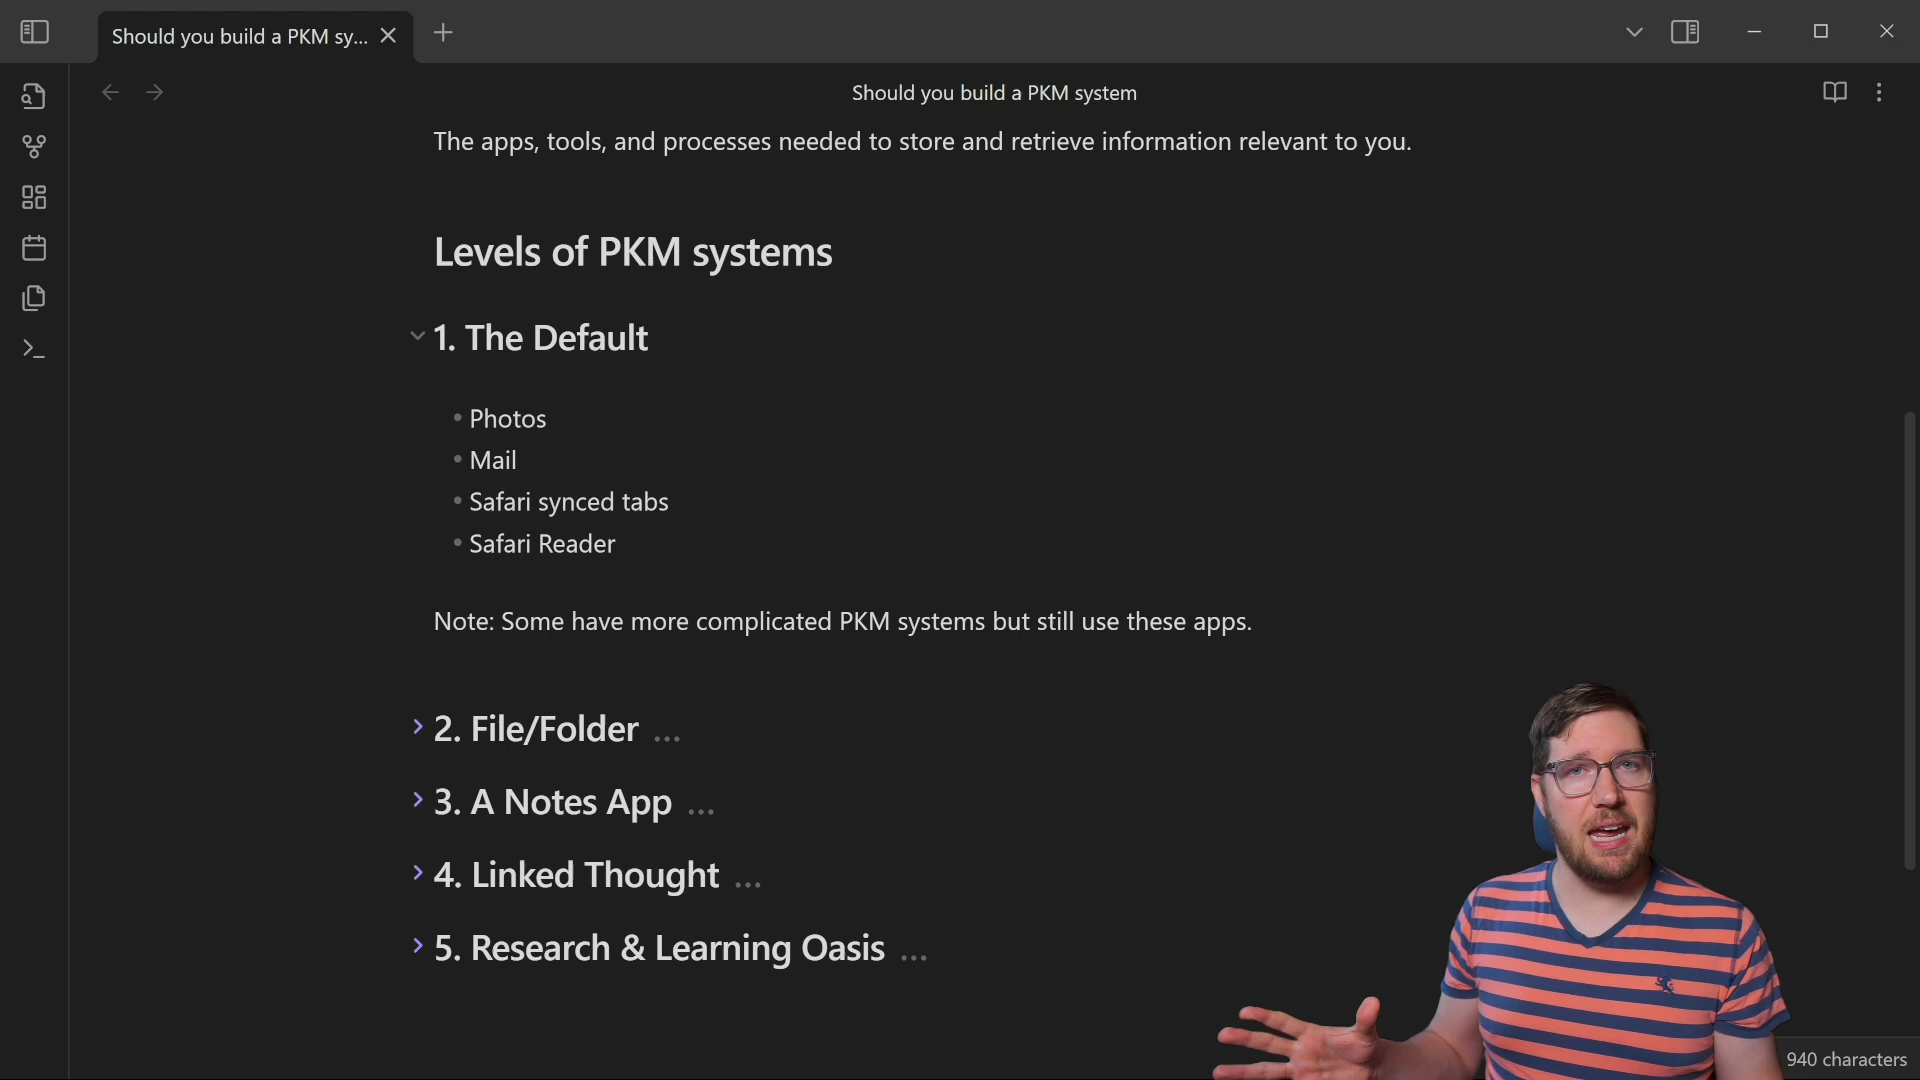 Should you build a PKM sy...
Should you build a PKM system
The apps, tools, and processes needed to store and retrieve information relevant to you.
Levels of PKM systems
1. The Default
• Photos
• Mail
• Safari synced tabs
• Safari Reader
Note: Some have more complicated PKM systems but still use these apps.
2. File/Folder ...
3. A Notes App ...
4. Linked Thought ...
5. Research & Learning Oasis ...
940 characters